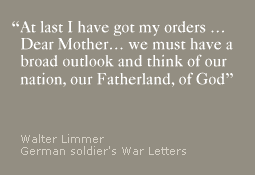 “At last I have got my orders ...
Dear Mother... we must have a
broad outlook and think of our
nation, our Fatherland, of God”
Walter Limmer
German soldier's War Letters